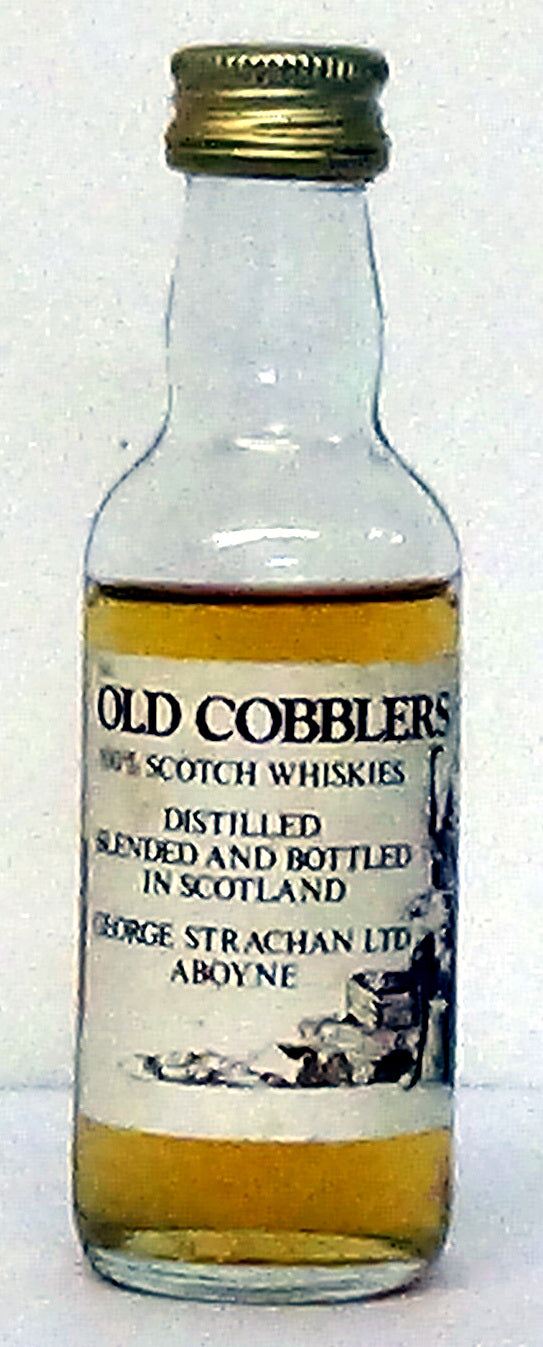 OLD COBBLERS
100% SCOTCH WHISKIES
DISTILLED
BLENDED AND BOTTLED
IN SCOTLAND
GEORGE STRACHAN LTD
ABOYNE